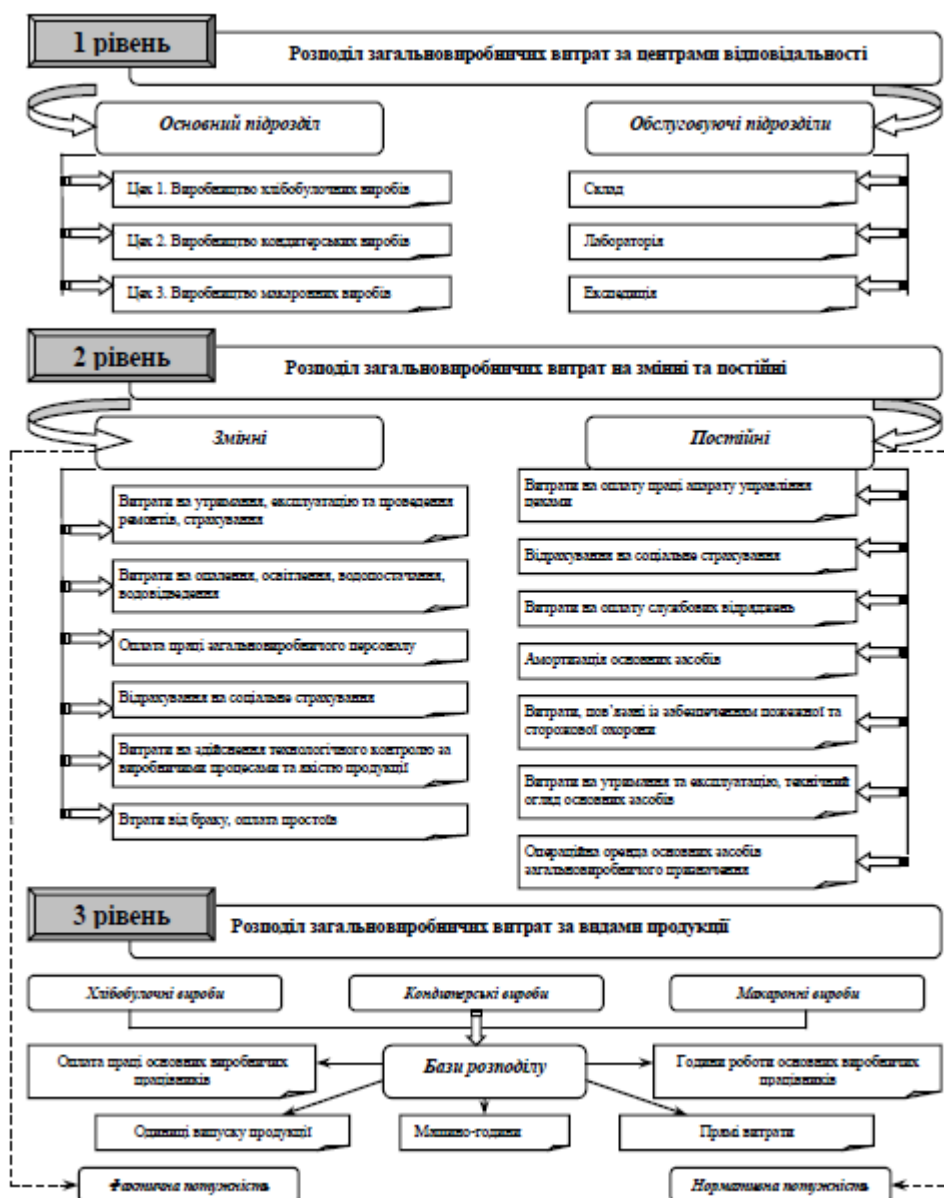 1 рівень
Розподіл загальновиробничих витрат за центрами відповідальності
Основний підрозділ
Обслуговуючі підрозділи
Цех 1. Виробництво хлібобулочних виробів
Склад
Цех 2. Виробництво кондитерських виробів
Лабораторія
Цех 3. Виробництво макаронних виробів
Експедиція
2 рівень
Розподіл загальновиробничих витрат на змінні та постійні
Змінні
Постійні
Витрати на утримання, експлуатацію та проведення
ремонтів, страхування
Витрати на опалення, освітлення, водопостачання,
водовідведення
Оплата праці загальновиробничого персоналу
Відрахування на соціальне страхування
Витрати на здійснення технологічного контролю за
виробничими процесами та якістю продукції
Втрати від браку, оплата простоїв
Витрати на оплату праці апарату управління
цехами
Відрахування на соціальне страхування
Витрати на оплату службових відряджень
Амортизація основних засобів
Витрати, пов’язані із забезпеченням пожежної та
сторожової охорони
Витрати на утримання та експлуатацію, технічний
огляд основних засобів
Операційна оренда основних засобів
загальновиробничого призначення
3 рівень
Розподіл загальновиробничих витрат за видами продукції
Хлібобулочні вироби
Кондитерські вироби
Макаронні вироби
Оплата праці основних виробничих
працівників
Бази розподілу
Години роботи основних виробничих
працівників
Одиниці випуску продукції
Машино-години
Прямі витрати
Фактична потужність
Нормативна потужність